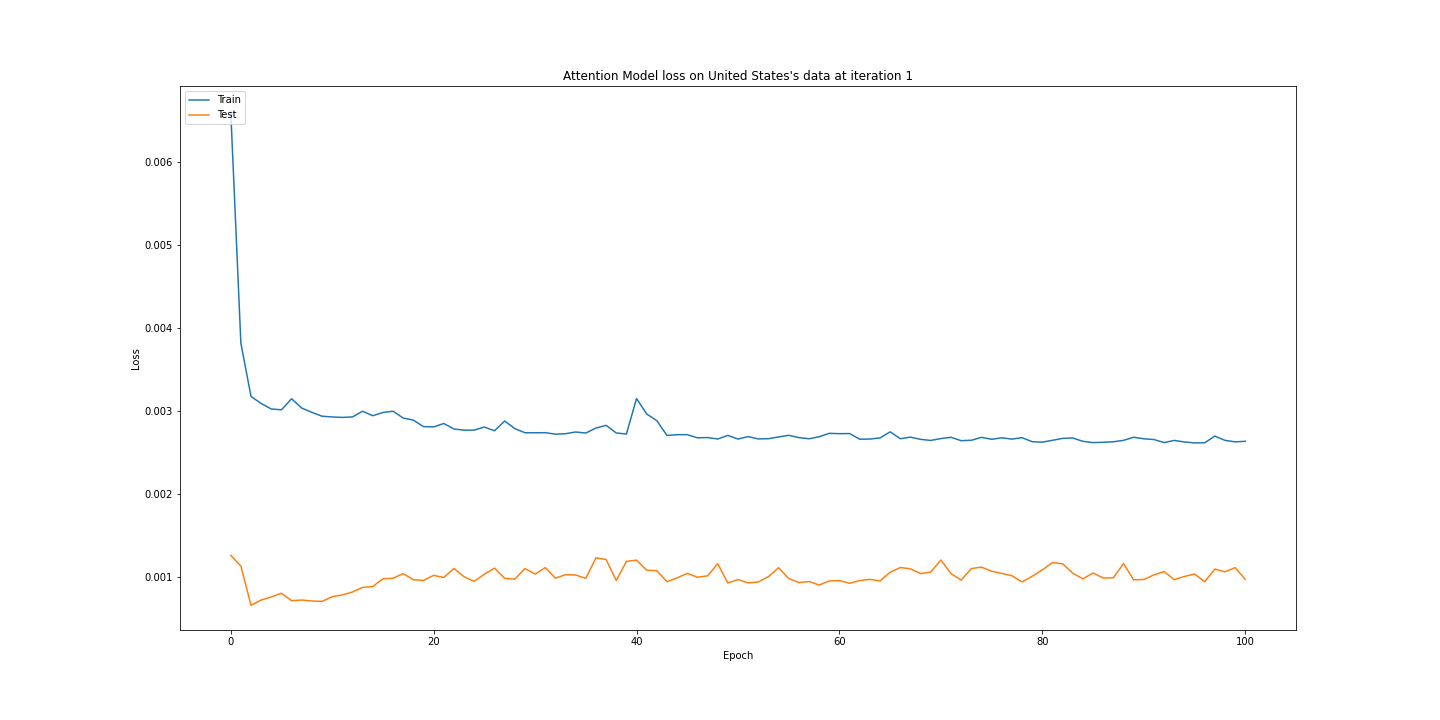 Attention Model loss on United States's data at iteration 1
Train
Test
0.006
0.005
0.004
0.003
0.002
0.001
Loss
0 20 40 60 80 100
Epoch